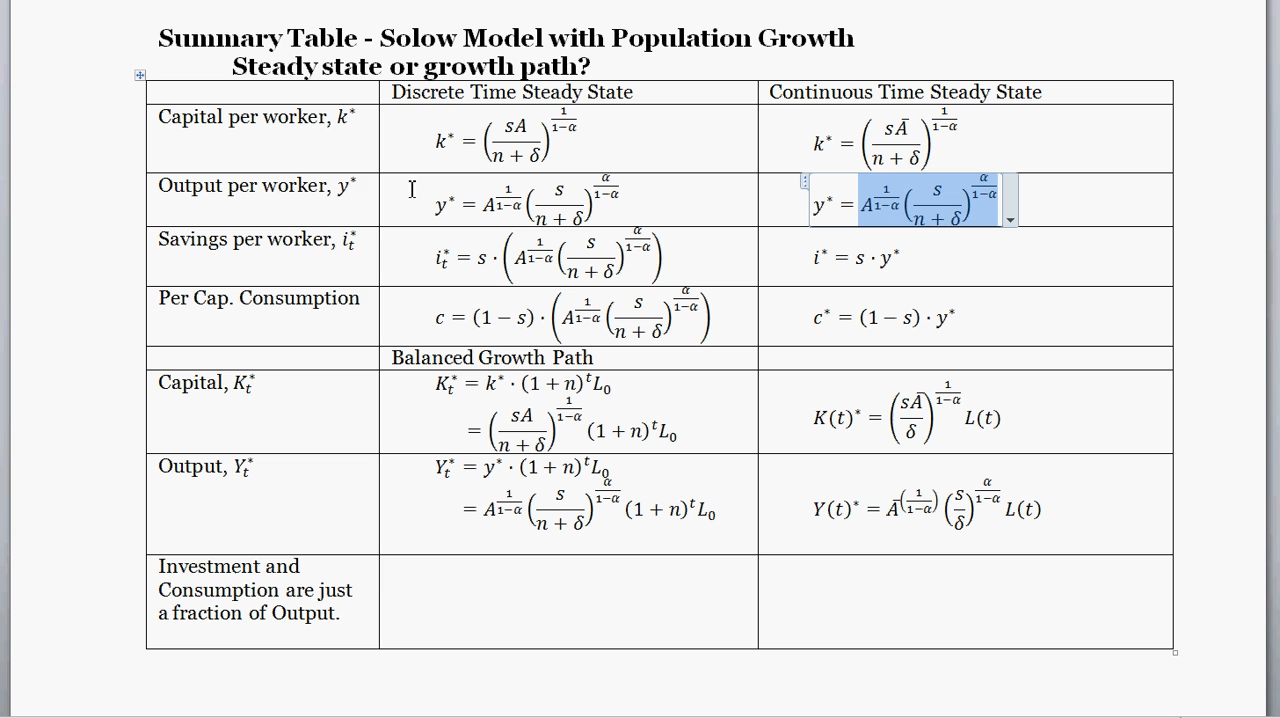 Summary Table - Solow Model with Population Growth
Steady state or growth path?
Discrete Time Steady State
Continuous Time Steady State
Capital per worker, k*
k* = (sA/(n + δ))^(1/(1−α))
k* = (sĀ/(n + δ))^(1/(1−α))
Output per worker, y*
y* = A^(1/(1−α)) (s/(n + δ))^(α/(1−α))
y* = A^(1/(1−α)) (s/(n + δ))^(α/(1−α))
Savings per worker, i_t*
i_t* = s · (A^(1/(1−α)) (s/(n + δ))^(α/(1−α)))
i* = s · y*
Per Cap. Consumption
c = (1 − s) · (A^(1/(1−α)) (s/(n + δ))^(α/(1−α)))
c* = (1 − s) · y*
Balanced Growth Path
Capital, K_t*
K_t* = k* · (1 + n)^t L_0
= (sA/(n + δ))^(1/(1−α)) (1 + n)^t L_0
K(t)* = (sĀ/δ)^(1/(1−α)) L(t)
Output, Y_t*
Y_t* = y* · (1 + n)^t L_0
= A^(1/(1−α)) (s/(n + δ))^(α/(1−α)) (1 + n)^t L_0
Y(t)* = Ā^(1/(1−α)) (s/δ)^(α/(1−α)) L(t)
Investment and
Consumption are just
a fraction of Output.